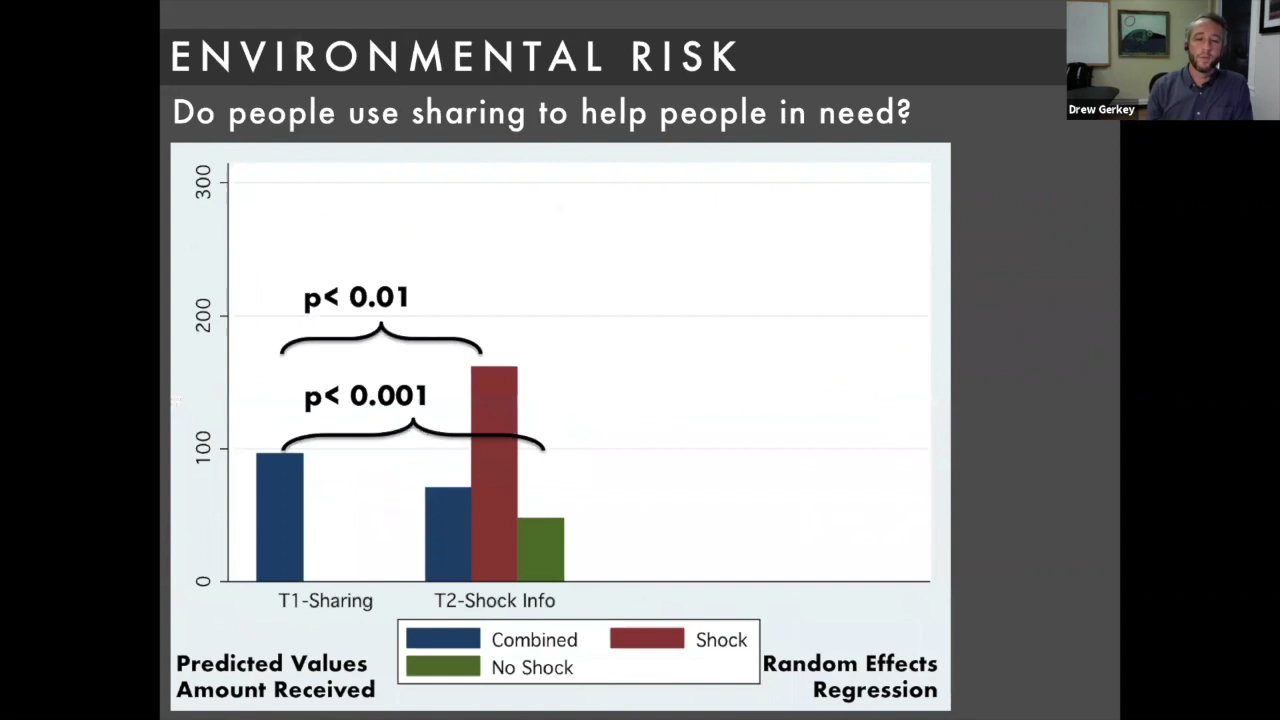 ENVIRONMENTAL RISK
Do people use sharing to help people in need?
Drew Gerkey
300
200
100
0
p< 0.01
p< 0.001
T1-Sharing
T2-Shock Info
Combined
Shock
No Shock
Predicted Values
Amount Received
Random Effects
Regression